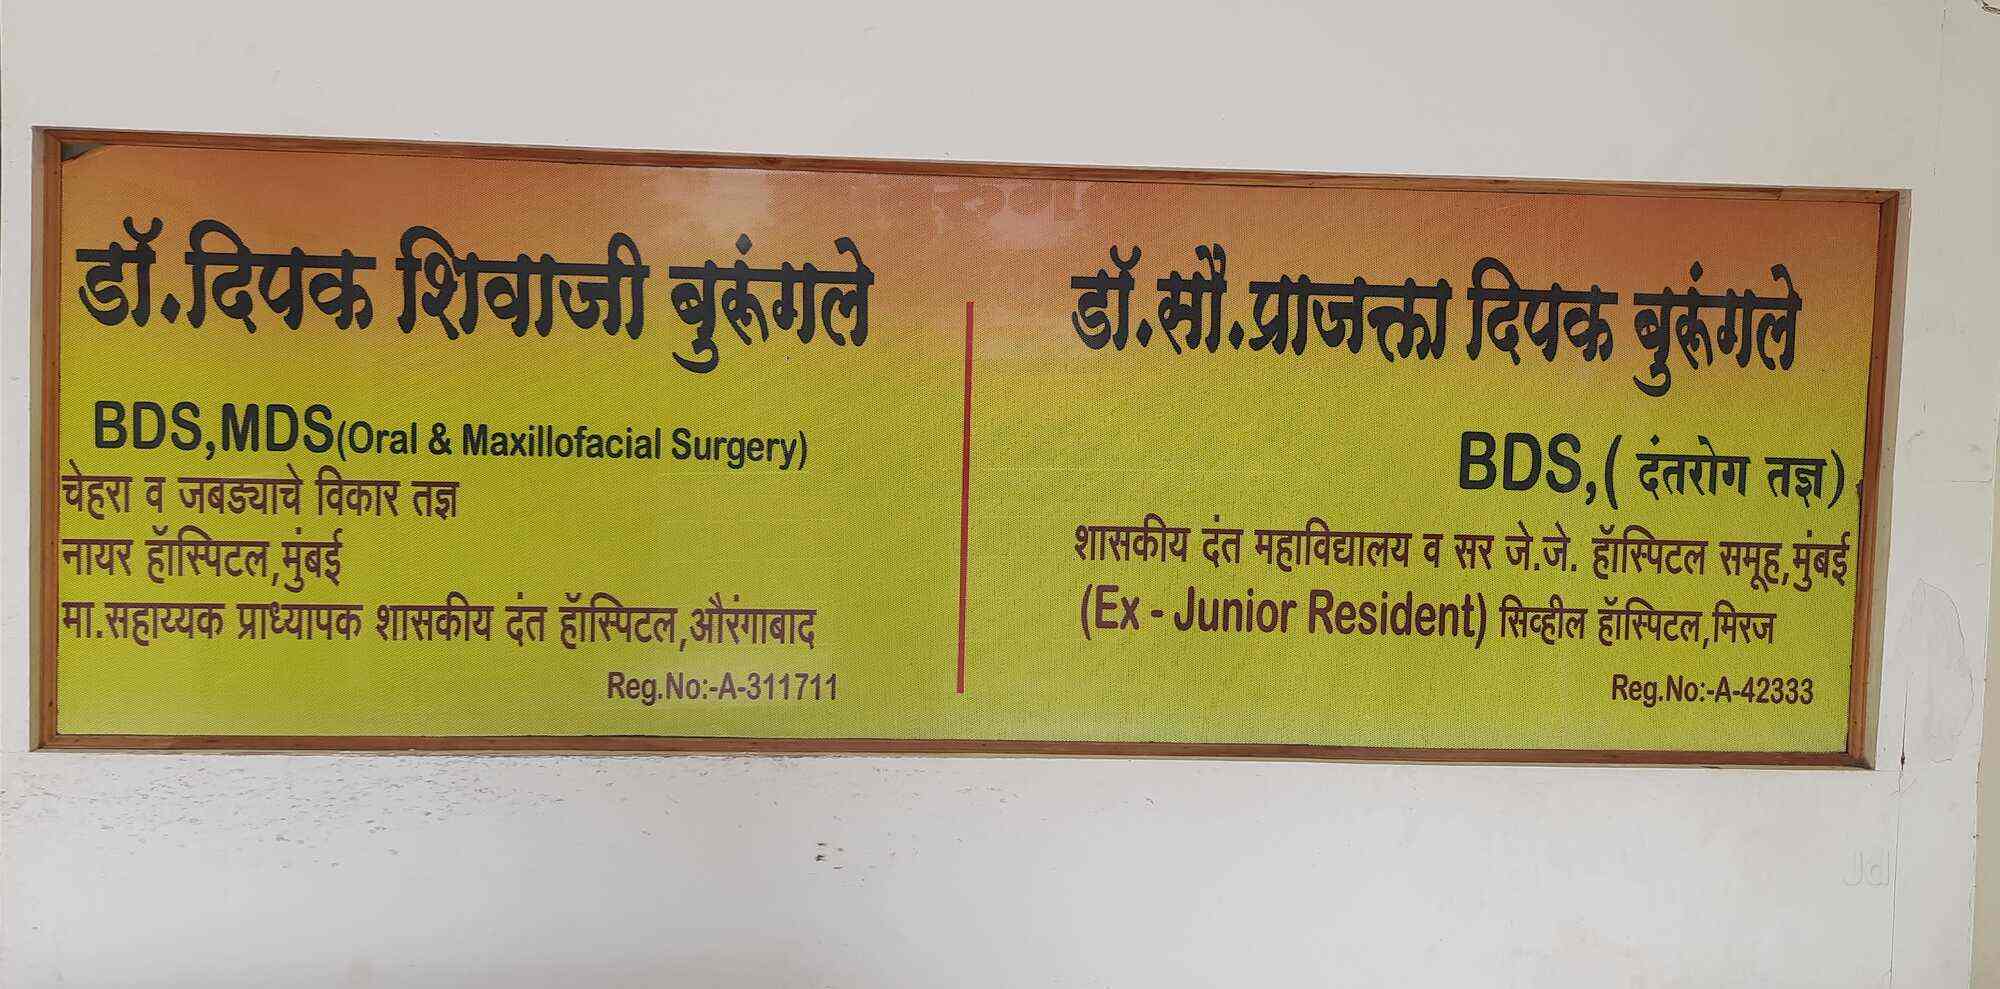 डॉ.दिपक शिवाजी बुरूंगले
BDS,MDS(Oral & Maxillofacial Surgery)
चेहरा व जबड्याचे विकार तज्ञ
नायर हॉस्पिटल,मुंबई
मा.सहाय्यक प्राध्यापक शासकीय दंत हॉस्पिटल,औरंगाबाद
Reg.No:-A-311711
डॉ.सौ.प्राजक्ता दिपक बुरूंगले
BDS,( दंतरोग तज्ञ)
शासकीय दंत महाविद्यालय व सर जे.जे. हॉस्पिटल समूह,मुंबई
(Ex - Junior Resident) सिव्हील हॉस्पिटल,मिरज
Reg.No:-A-42333
Jd